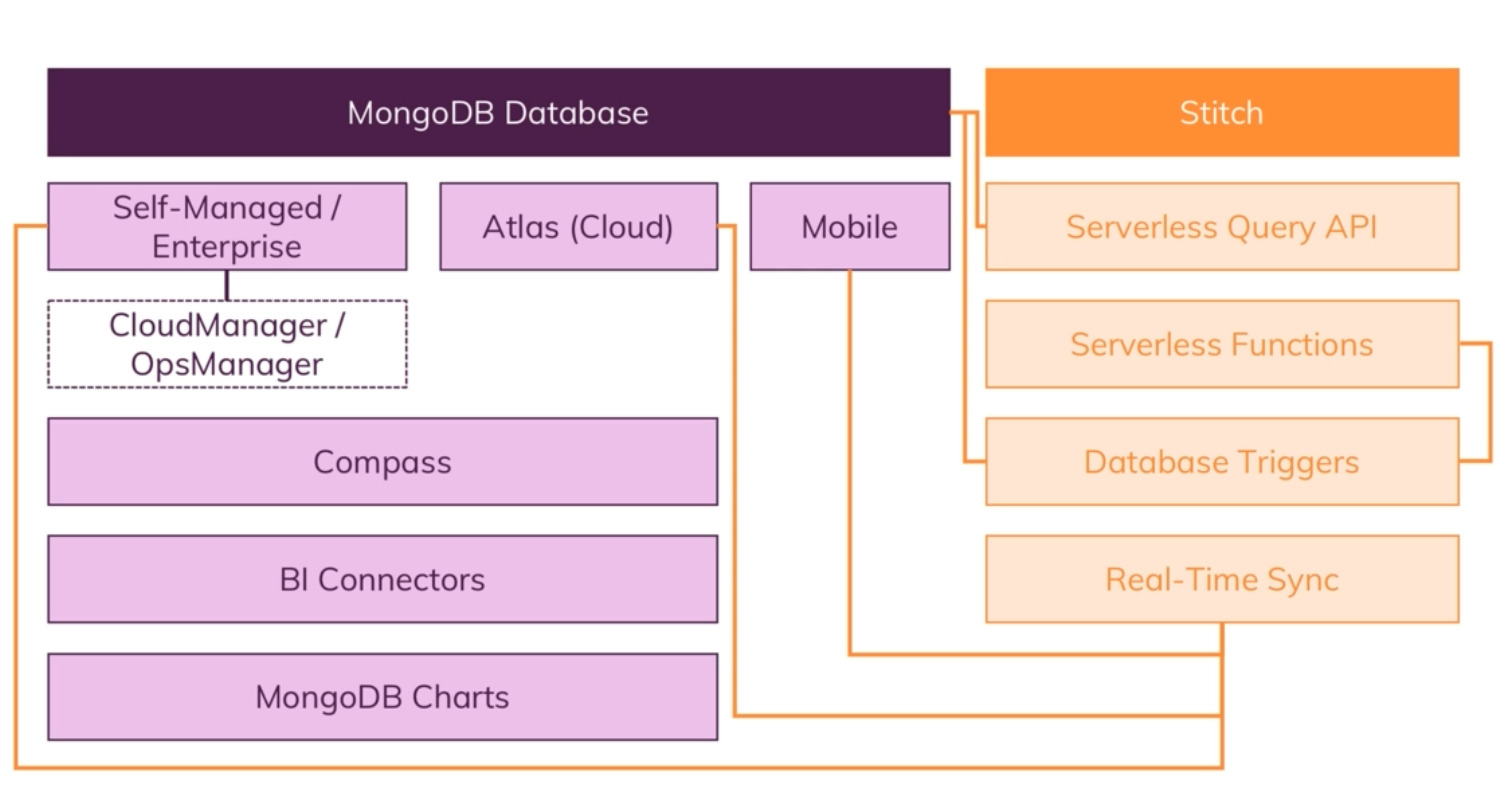 MongoDB Database
Stitch
Self-Managed /
Enterprise
Atlas (Cloud)
Mobile
Serverless Query API
CloudManager /
OpsManager
Serverless Functions
Compass
Database Triggers
BI Connectors
Real-Time Sync
MongoDB Charts